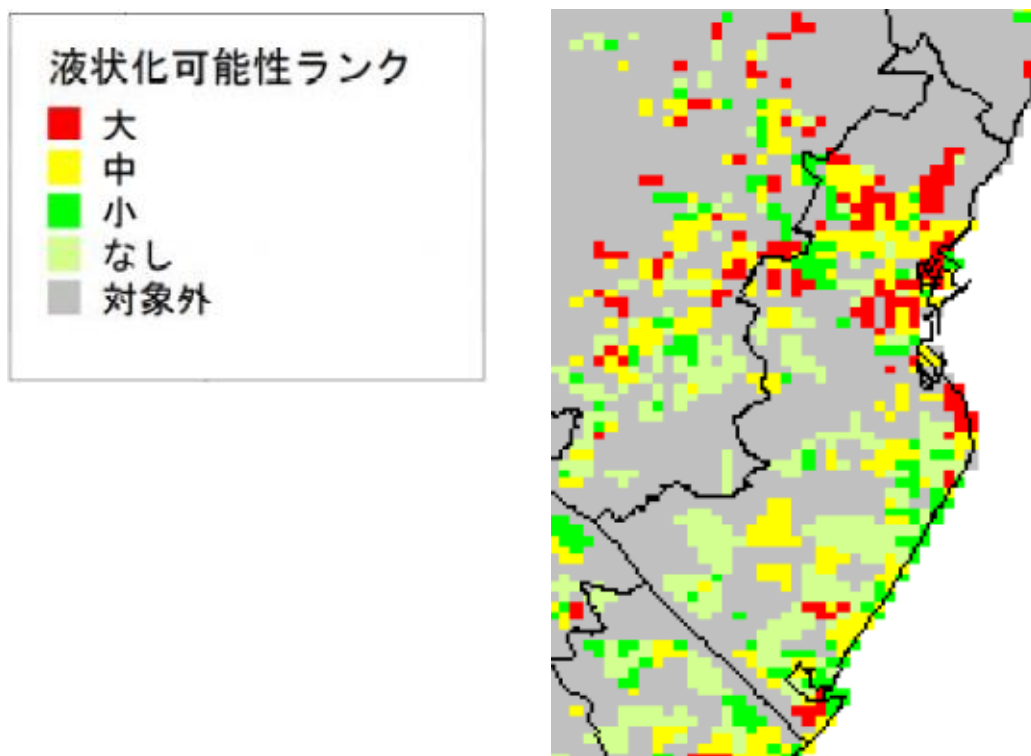 液状化可能性ランク
大
中
小
なし
対象外